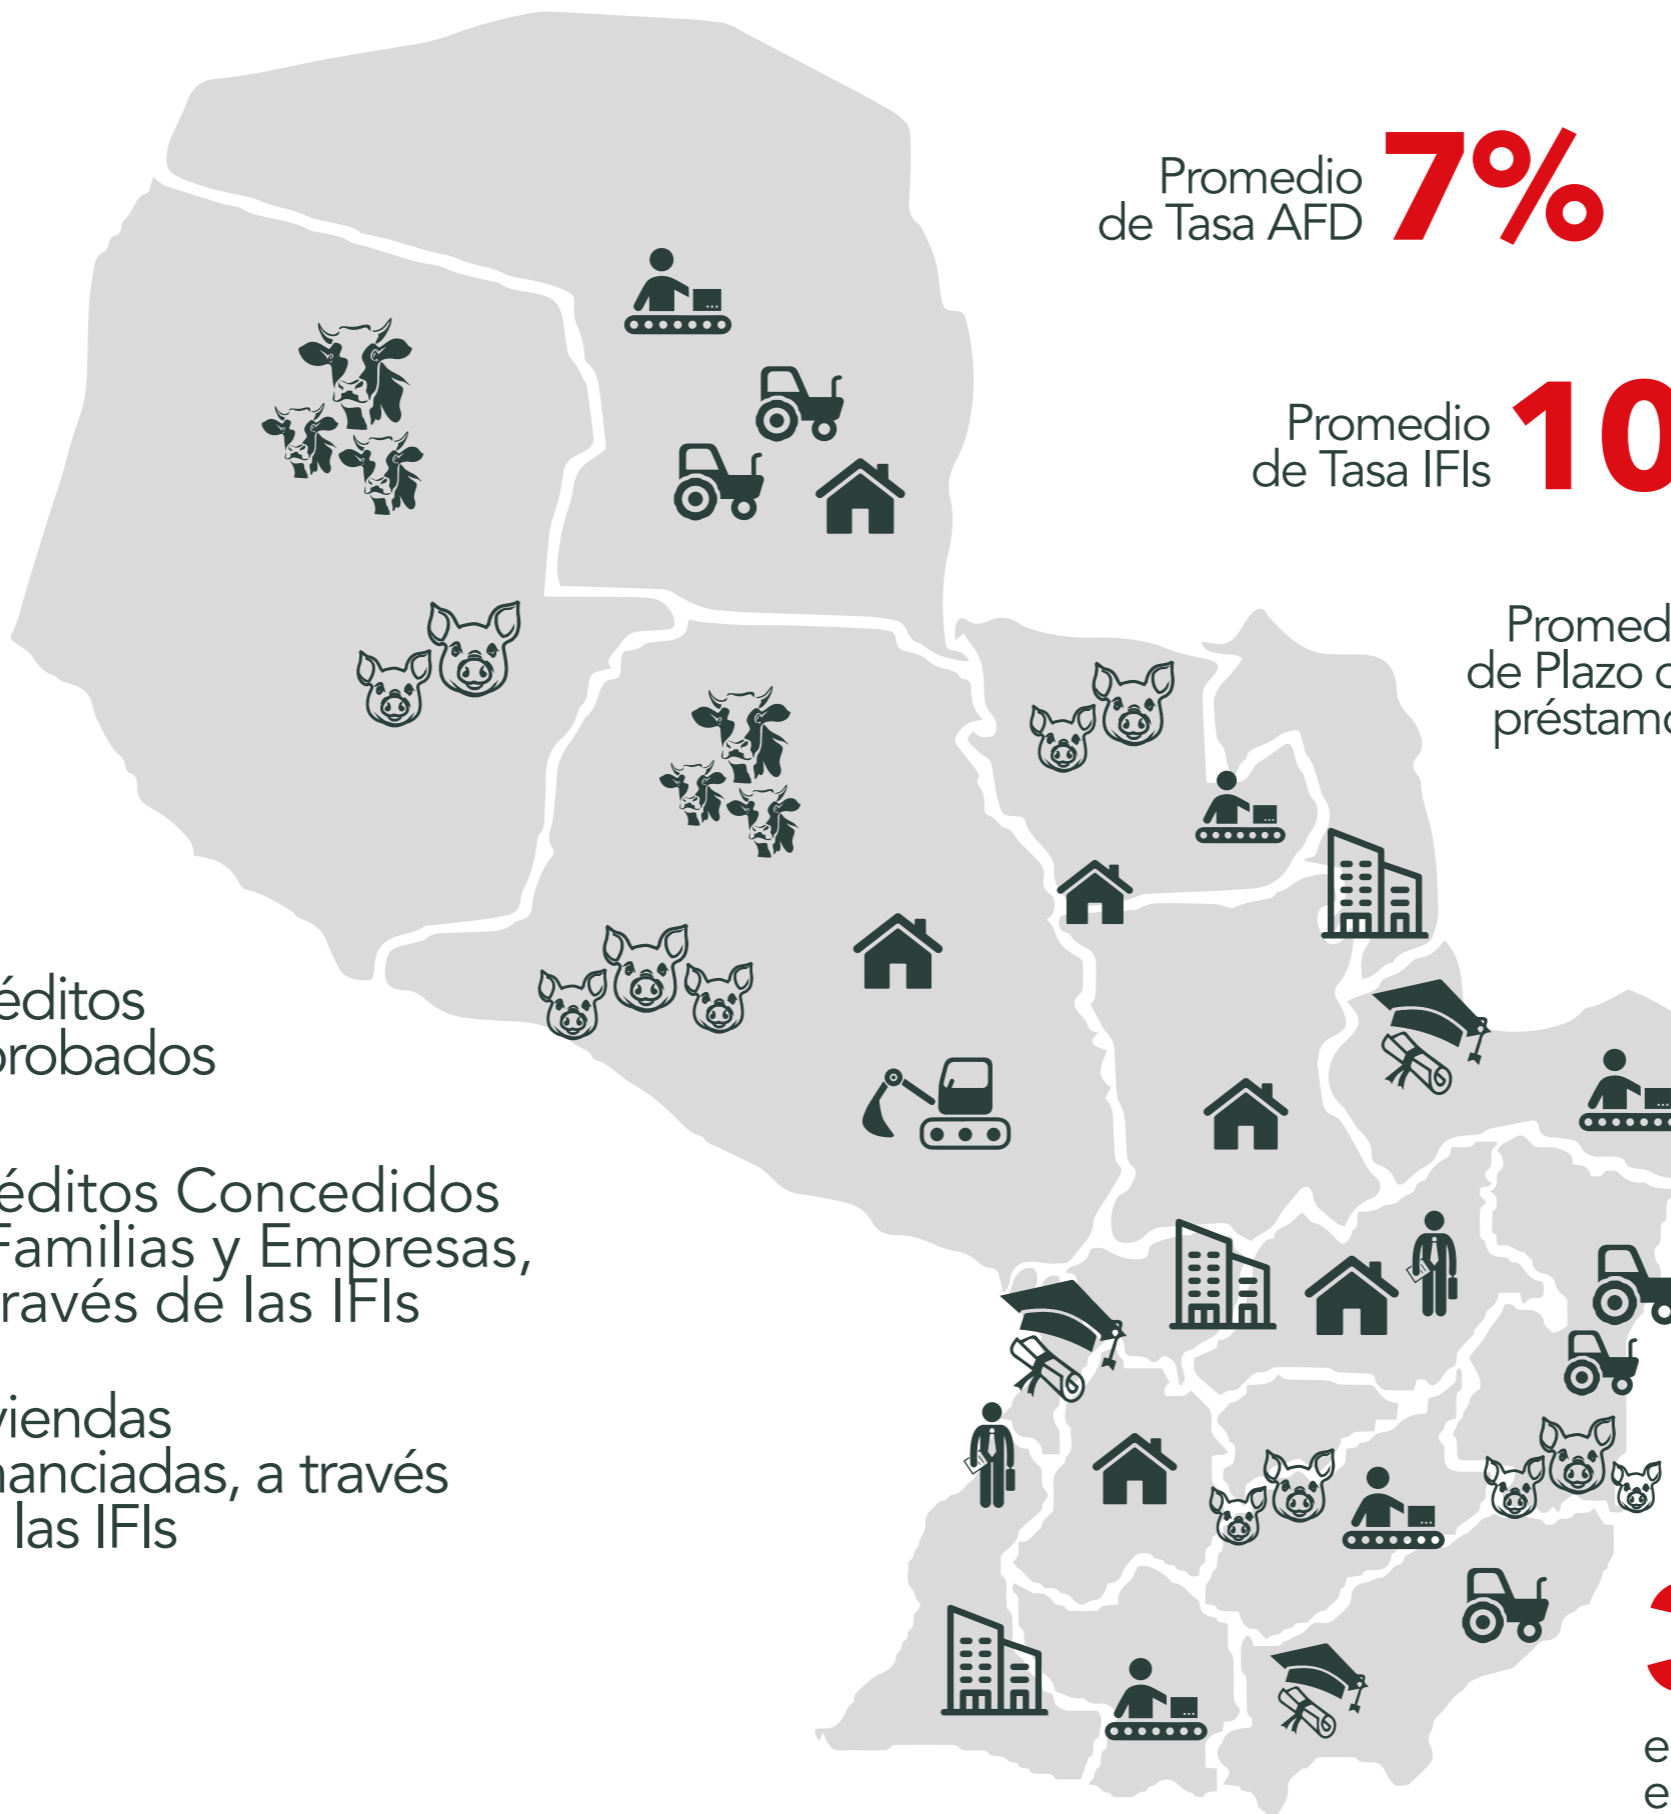 Promedio
de Tasa AFD
7%
Promedio
de Tasa IFIs
10
Promed
de Plazo
préstamo
éditos
probados
éditos Concedidos
Familias y Empresas,
ravés de las IFIs
viendas
nanciadas, a través
las IFIs
3
e
e